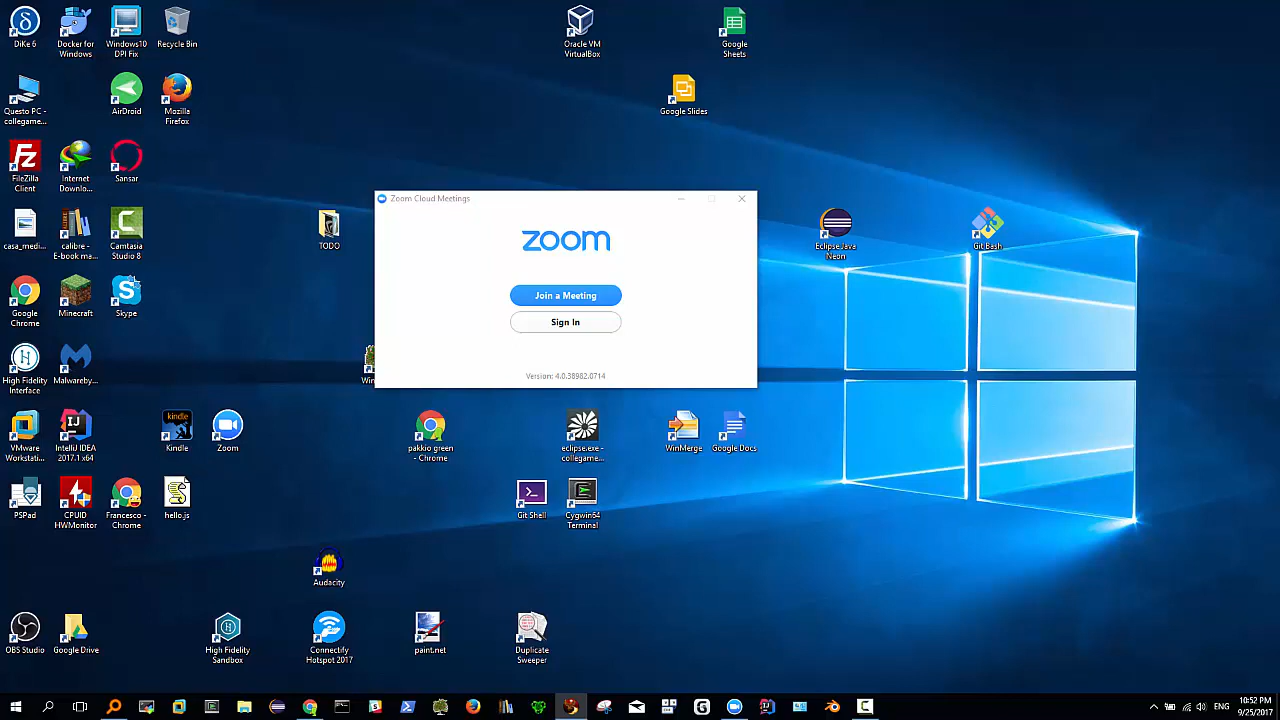 DiKe 6
Docker for
Windows
Windows10
DPI Fix
Recycle Bin
Oracle VM
VirtualBox
Google
Sheets
Questo PC -
collegame...
AirDroid
Mozilla
Firefox
Google Slides
FileZilla
Client
Internet
Downlo...
Sansar
casa_medi...
calibre -
E-book ma...
Camtasia
Studio 8
TODO
Zoom Cloud Meetings
zoom
Join a Meeting
Sign In
Version: 4.0.38982.0714
Eclipse Java
Neon
Git Bash
Google
Chrome
Minecraft
Skype
High Fidelity
Interface
Malwareby...
VMware
Workstati...
IntelliJ IDEA
2017.1 x64
kindle
Kindle
Zoom
pakkio green
- Chrome
eclipse.exe -
collegame...
WinMerge
Google Docs
PSPad
CPUID
HWMonitor
Francesco -
Chrome
hello.js
Git Shell
Cygwin64
Terminal
Audacity
OBS Studio
Google Drive
High Fidelity
Sandbox
Connectify
Hotspot 2017
paint.net
Duplicate
Sweeper
ENG
10:52 PM
9/25/2017